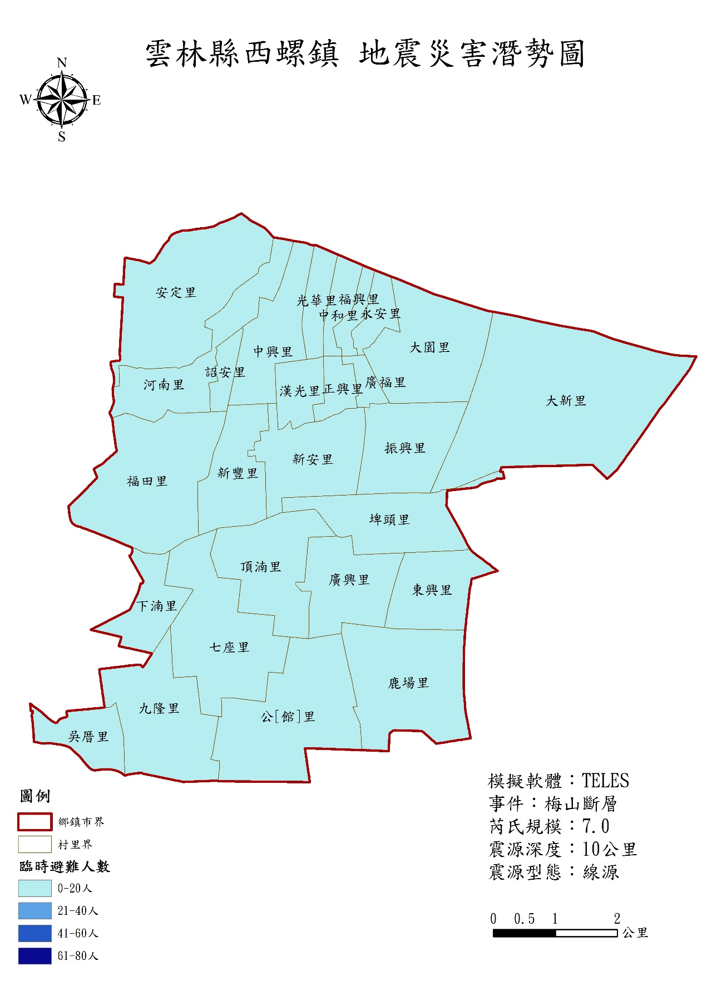 雲林縣西螺鎮 地震災害潛勢圖
N
W E
S
安定里
光華里 福興里
中和里 永安里
中興里
大園里
詔安里
河南里
漢光里 正興里 廣福里
大新里
振興里
新安里
新豐里
福田里
埤頭里
頂湳里
廣興里
東興里
下湳里
七座里
鹿場里
九隆里
公[館]里
吳厝里
圖例
鄉鎮市界
村里界
臨時避難人數
0-20人
21-40人
41-60人
61-80人
模擬軟體：TELES
事件：梅山斷層
芮氏規模：7.0
震源深度：10公里
震源型態：線源
0 0.5 1 2
公里